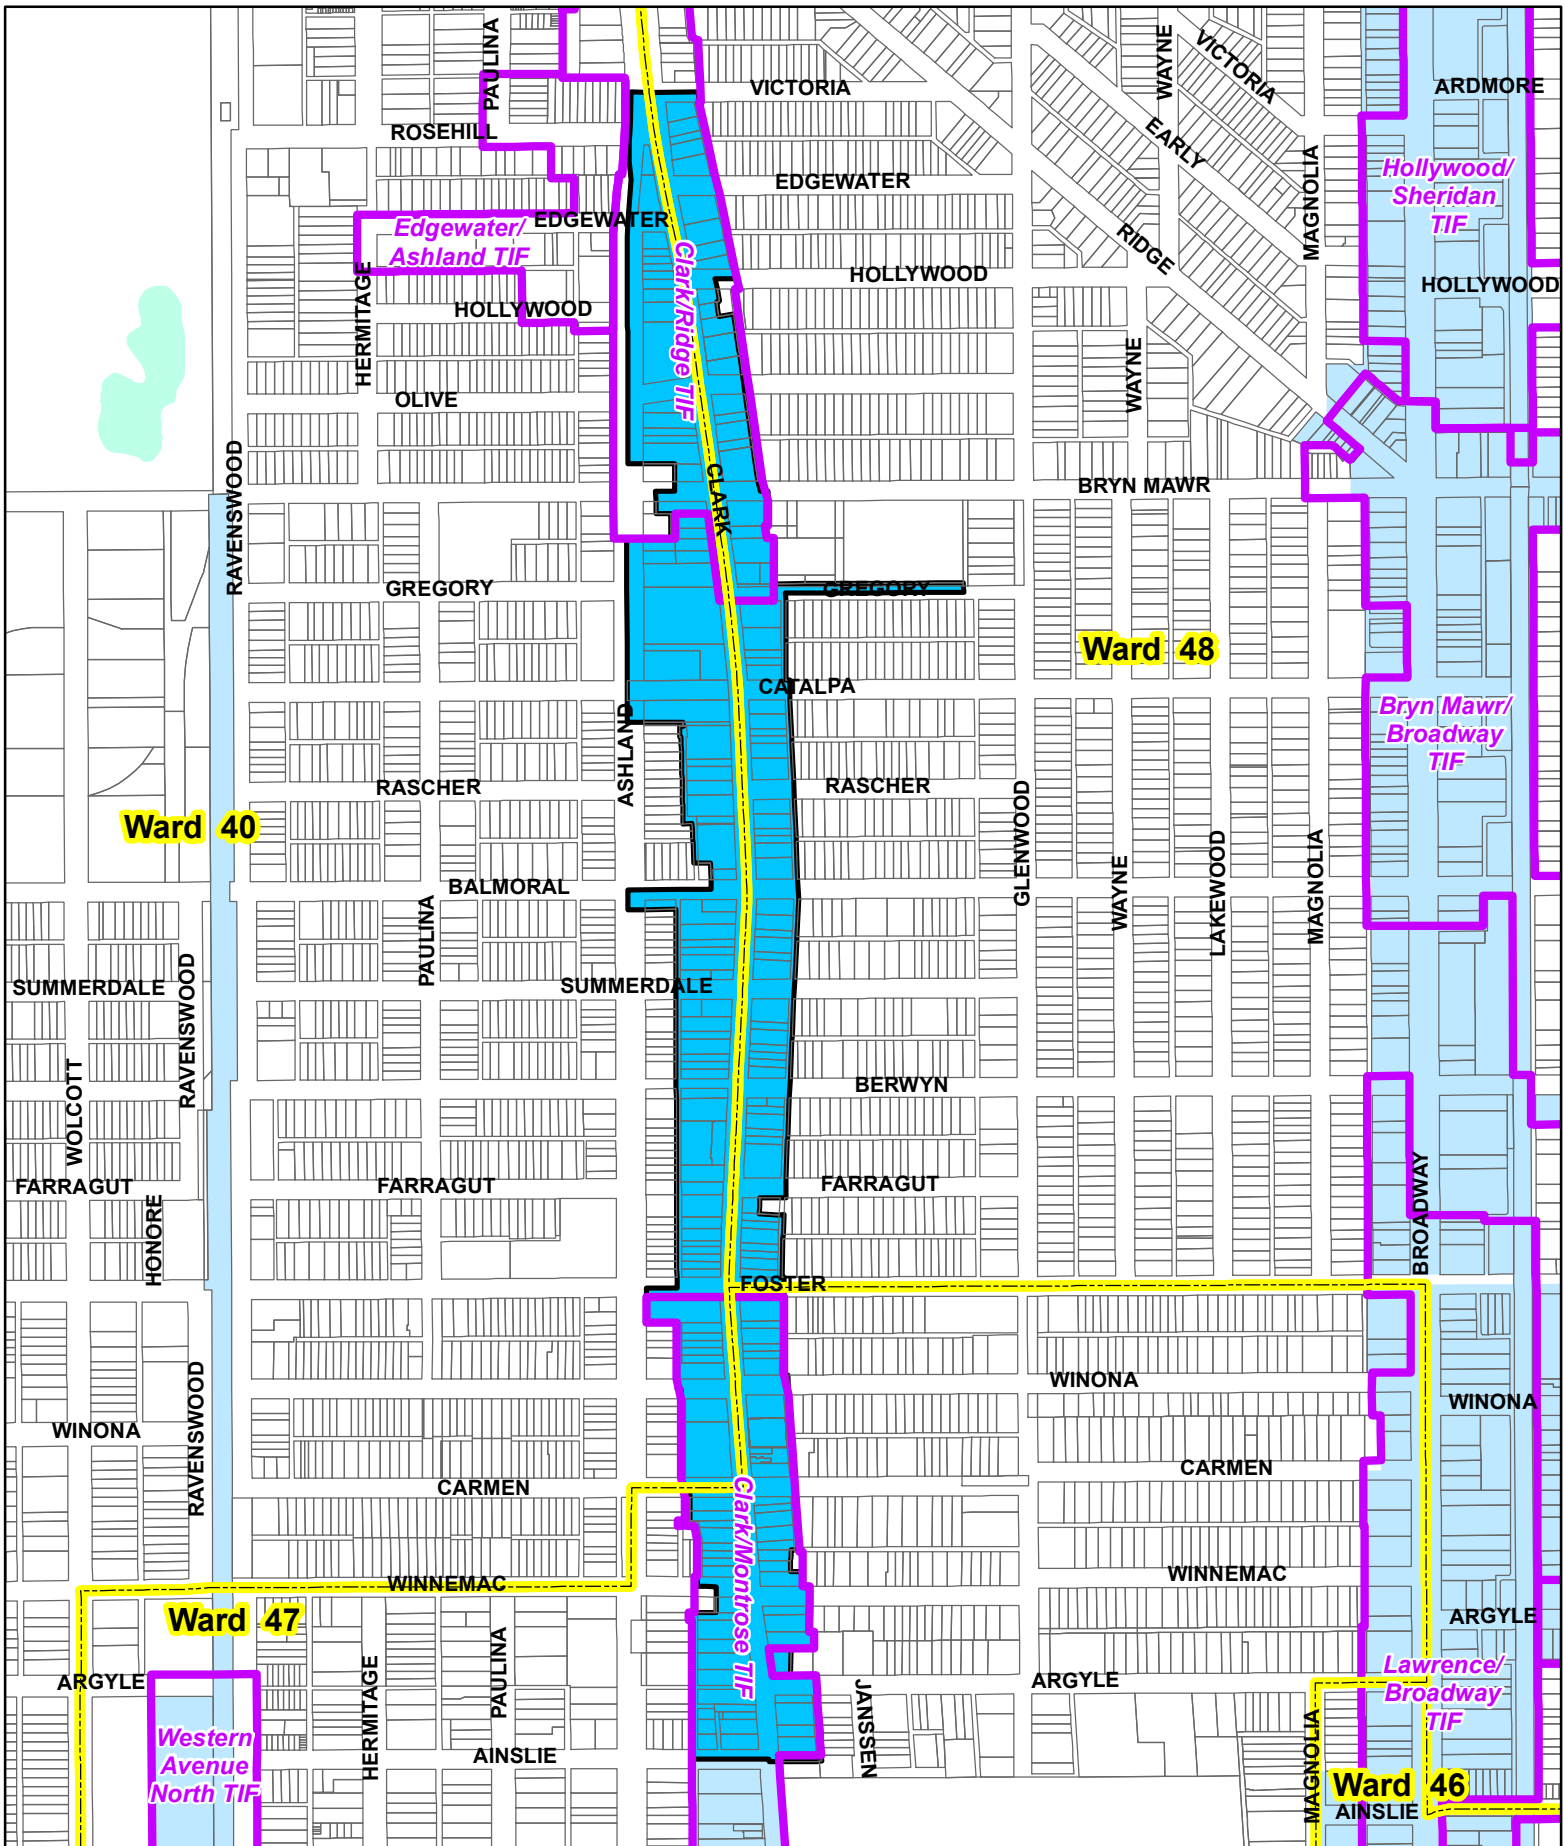 PAULINA
VICTORIA
WAYNE
VICTORIA
ARDMORE
ROSEHILL
EARLY
MAGNOLIA
Hollywood/
Sheridan
TIF
EDGEWATER
EDGEWATER
Edgewater/
Ashland TIF
RIDGE
Clark/Ridge TIF
HOLLYWOOD
HOLLYWOOD
HERMITAGE
HOLLYWOOD
WAYNE
OLIVE
RAVENSWOOD
CLARK
BRYN MAWR
GREGORY
GREGORY
Ward 48
CATALPA
ASHLAND
Bryn Mawr/
Broadway
TIF
RASCHER
RASCHER
Ward 40
GLENWOOD
WAYNE
LAKEWOOD
MAGNOLIA
BALMORAL
PAULINA
SUMMERDALE
RAVENSWOOD
SUMMERDALE
WOLCOTT
BERWYN
FARRAGUT
FARRAGUT
FARRAGUT
HONORE
BROADWAY
FOSTER
RAVENSWOOD
WINONA
WINONA
WINONA
CARMEN
CARMEN
Clark/Montrose TIF
WINNEMAC
WINNEMAC
Ward 47
ARGYLE
PAULINA
HERMITAGE
ARGYLE
ARGYLE
JANSSEN
Lawrence/
Broadway
TIF
Western
Avenue
North TIF
AINSLIE
MAGNOLIA
Ward 46
AINSLIE